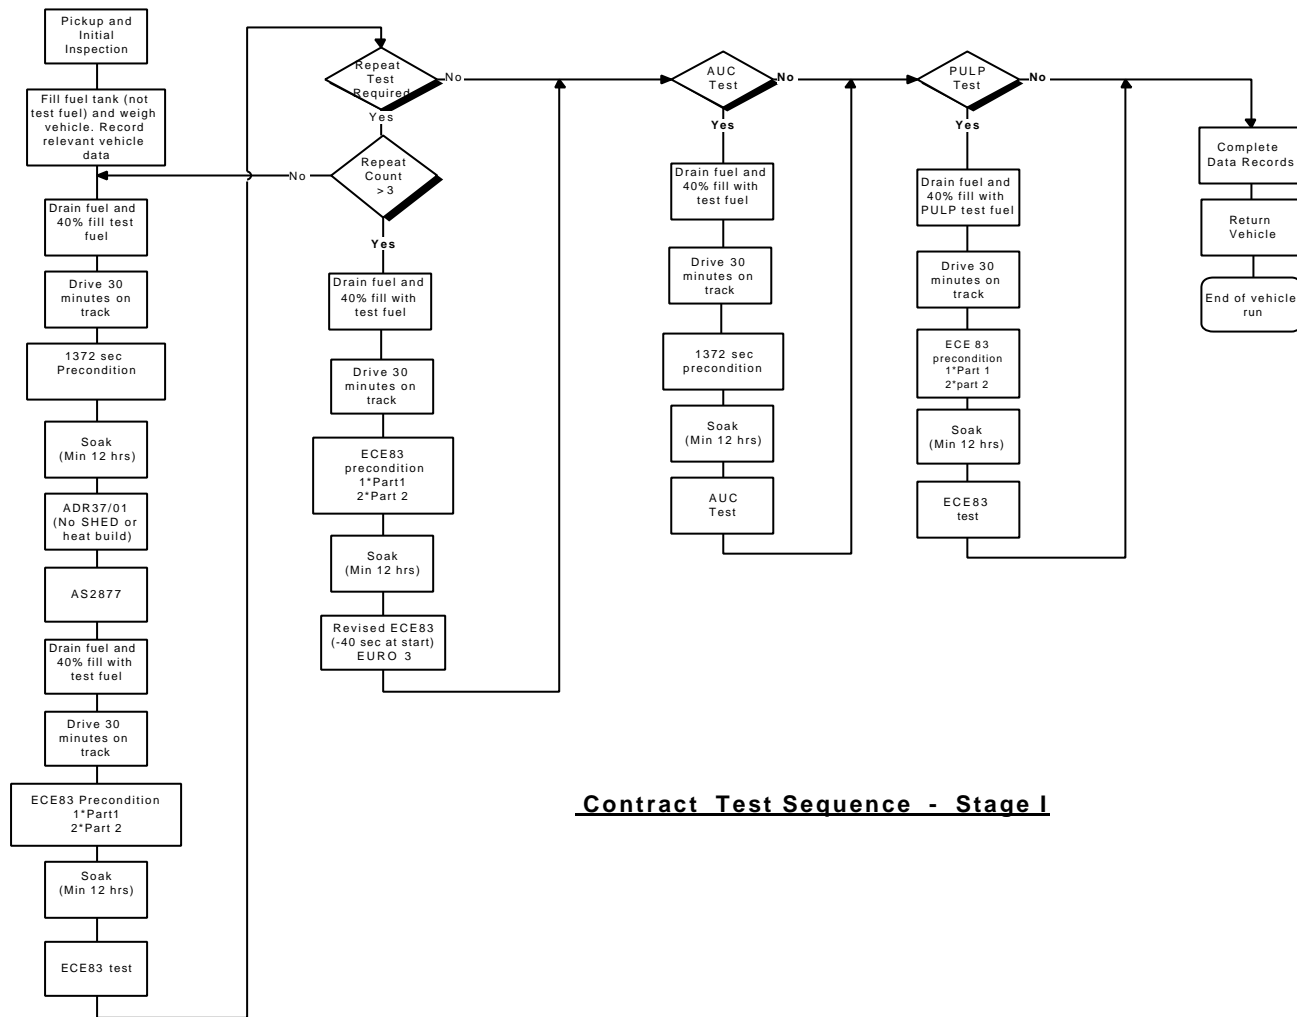 Pickup and
Initial
Inspection
Fill fuel tank (not
test fuel) and weigh
vehicle. Record
relevant vehicle
data
Drain fuel and
40% fill test
fuel
Drive 30
minutes on
track
1372 sec
Precondition
Soak
(Min 12 hrs)
ADR37/01
(No SHED or
heat build)
AS2877
Drain fuel and
40% fill with
test fuel
Drive 30
minutes on
track
ECE83 Precondition
1*Part1
2*Part 2
Soak
(Min 12 hrs)
ECE83 test
Repeat
Test
Required
No
Yes
Repeat
Count
>3
No
Yes
Drain fuel and
40% fill with
test fuel
Drive 30
minutes on
track
ECE83
precondition
1*Part1
2*Part 2
Soak
(Min 12 hrs)
Revised ECE83
(-40 sec at start)
EURO 3
AUC
Test
No
Yes
Drain fuel and
40% fill with
test fuel
Drive 30
minutes on
track
1372 sec
precondition
Soak
(Min 12 hrs)
AUC
Test
PULP
Test
No
Yes
Drain fuel and
40% fill with
PULP test fuel
Drive 30
minutes on
track
ECE 83
precondition
1*Part 1
2*part 2
Soak
(Min 12 hrs)
ECE83
test
Complete
Data Records
Return
Vehicle
End of vehicle
run
Contract Test Sequence - Stage I